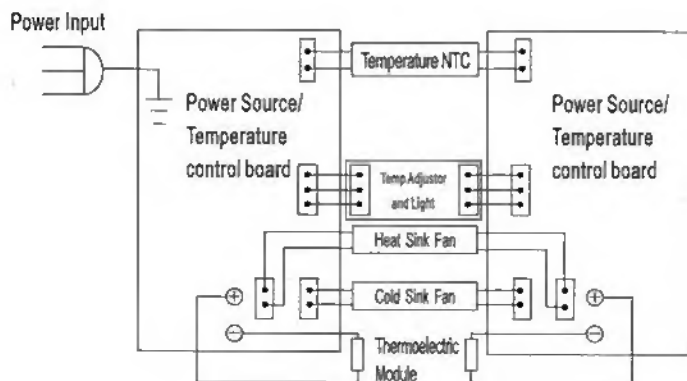 Power Input
Temperature NTC
Power Source/
Temperature
control board
Power Source/
Temperature
control board
Temp Adjustor
and Light
Heat Sink Fan
Cold Sink Fan
Thermoelectric
Module